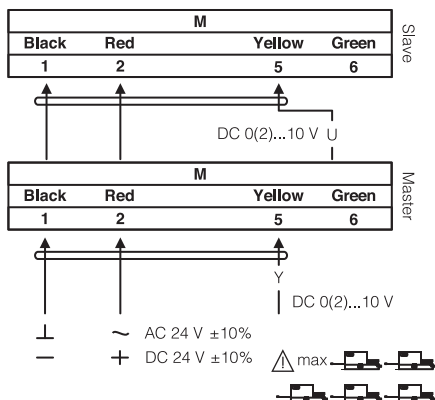 M
Black Red Yellow Green
1 2 5 6
Slave
DC 0(2)...10 V U
M
Black Red Yellow Green
1 2 5 6
Master
Y
DC 0(2)...10 V
⊥ ~ AC 24 V ±10%
− + DC 24 V ±10%
max.